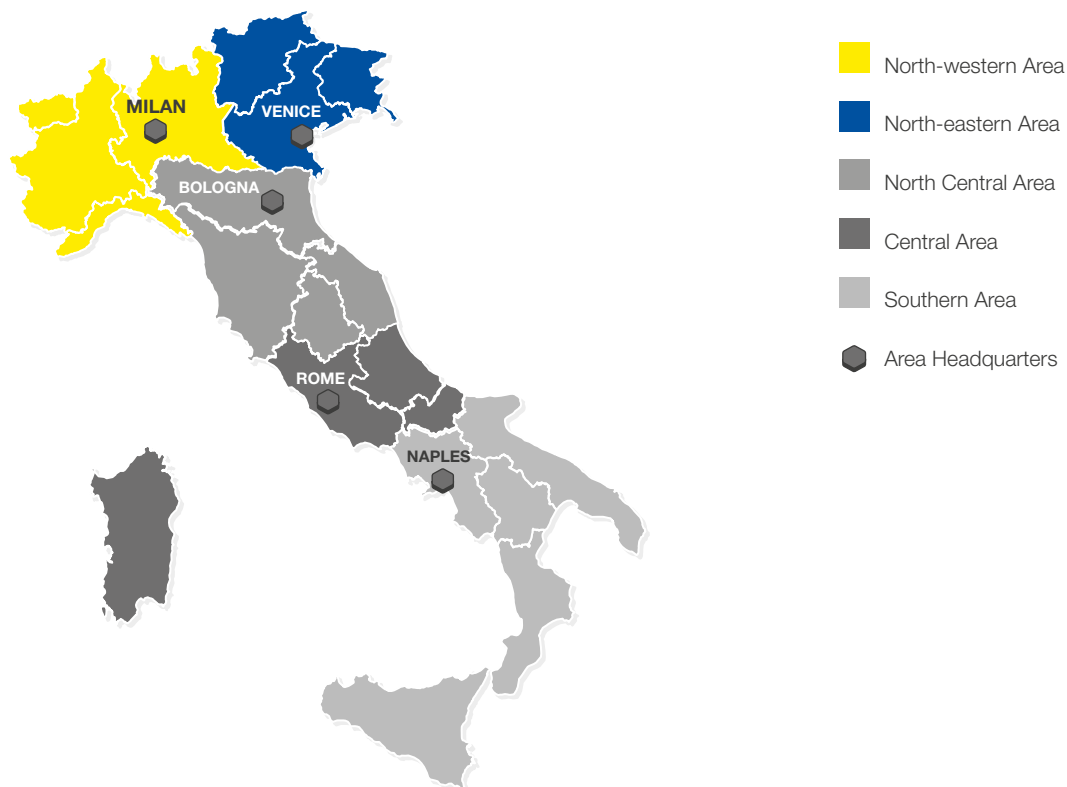 MILAN
VENICE
BOLOGNA
ROME
NAPLES
North-western Area
North-eastern Area
North Central Area
Central Area
Southern Area
Area Headquarters